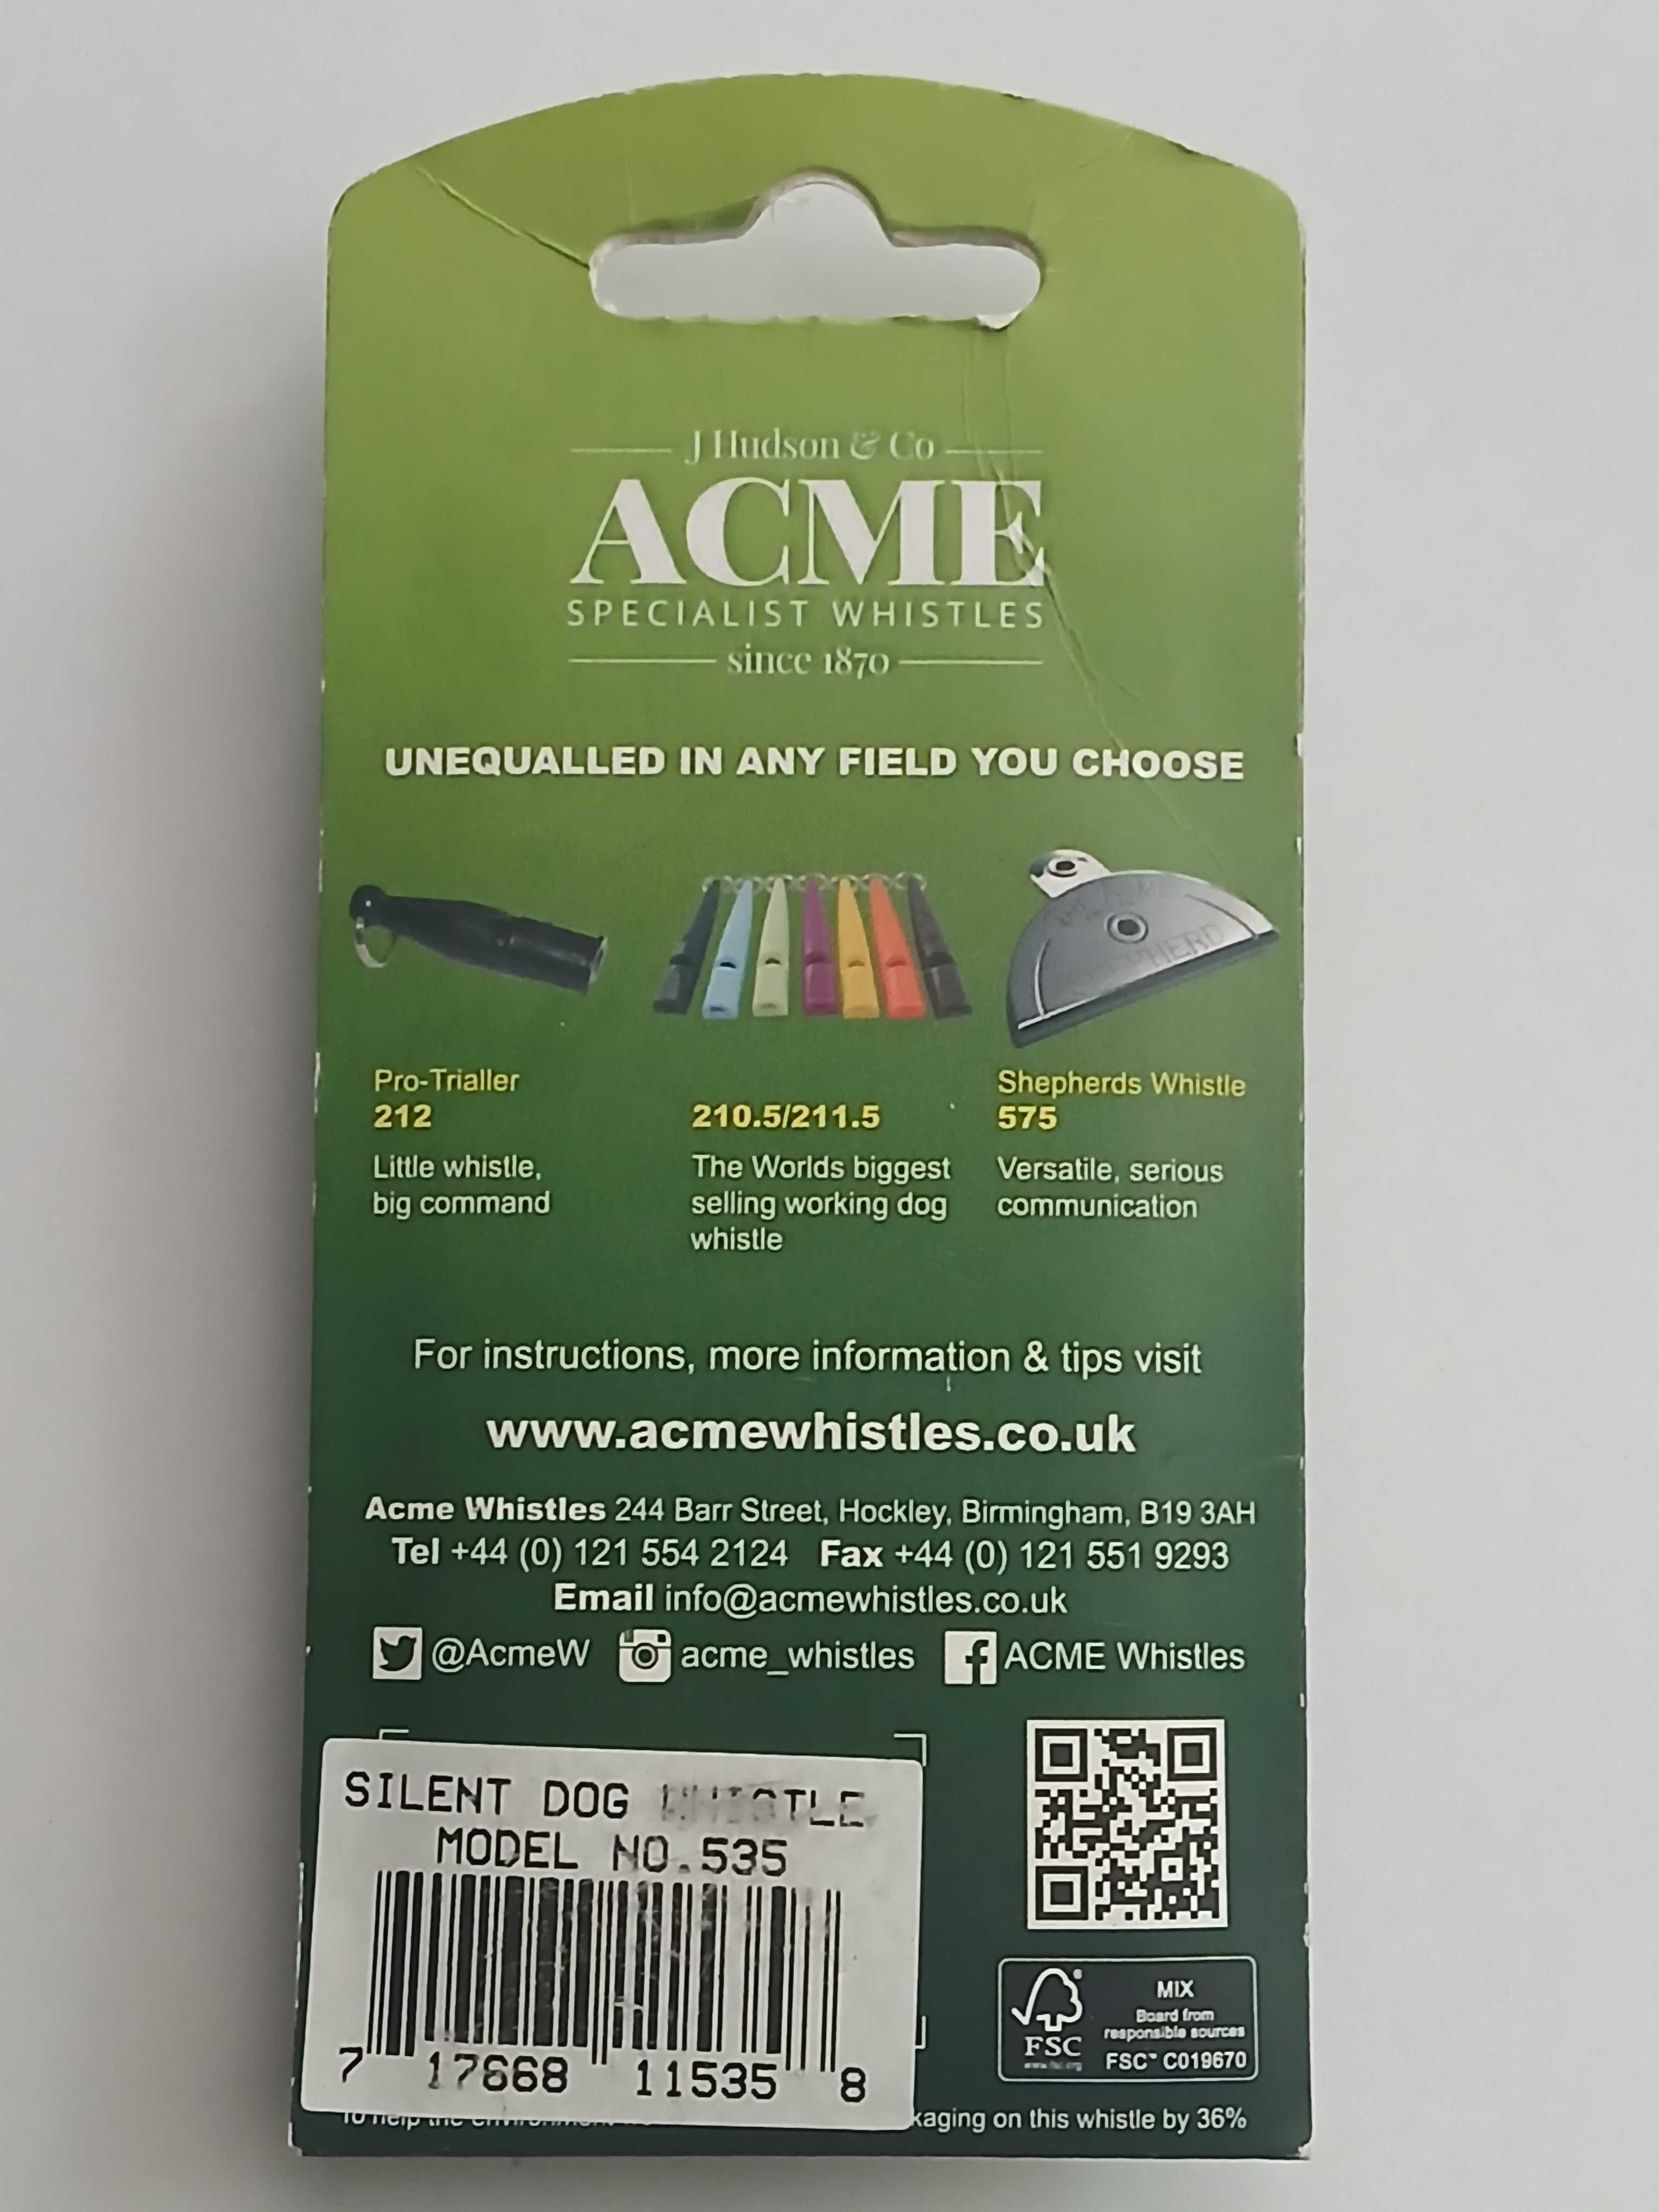 J Hudson & Co
ACME
SPECIALIST WHISTLES
since 1870
UNEQUALLED IN ANY FIELD YOU CHOOSE
Pro-Trialler
212
Little whistle,
big command
210.5/211.5
The Worlds biggest
selling working dog
whistle
Shepherds Whistle
575
Versatile, serious
communication
For instructions, more information & tips visit
www.acmewhistles.co.uk
Acme Whistles 244 Barr Street, Hockley, Birmingham, B19 3AH
Tel +44 (0) 121 554 2124 Fax +44 (0) 121 551 9293
Email info@acmewhistles.co.uk
@AcmeW acme_whistles ACME Whistles
SILENT DOG WHISTLE
MODEL NO.535
7 17668 11535 8
FSC
MIX
Board from
responsible sources
FSC™ C019670
To help the kaging on this whistle by 36%